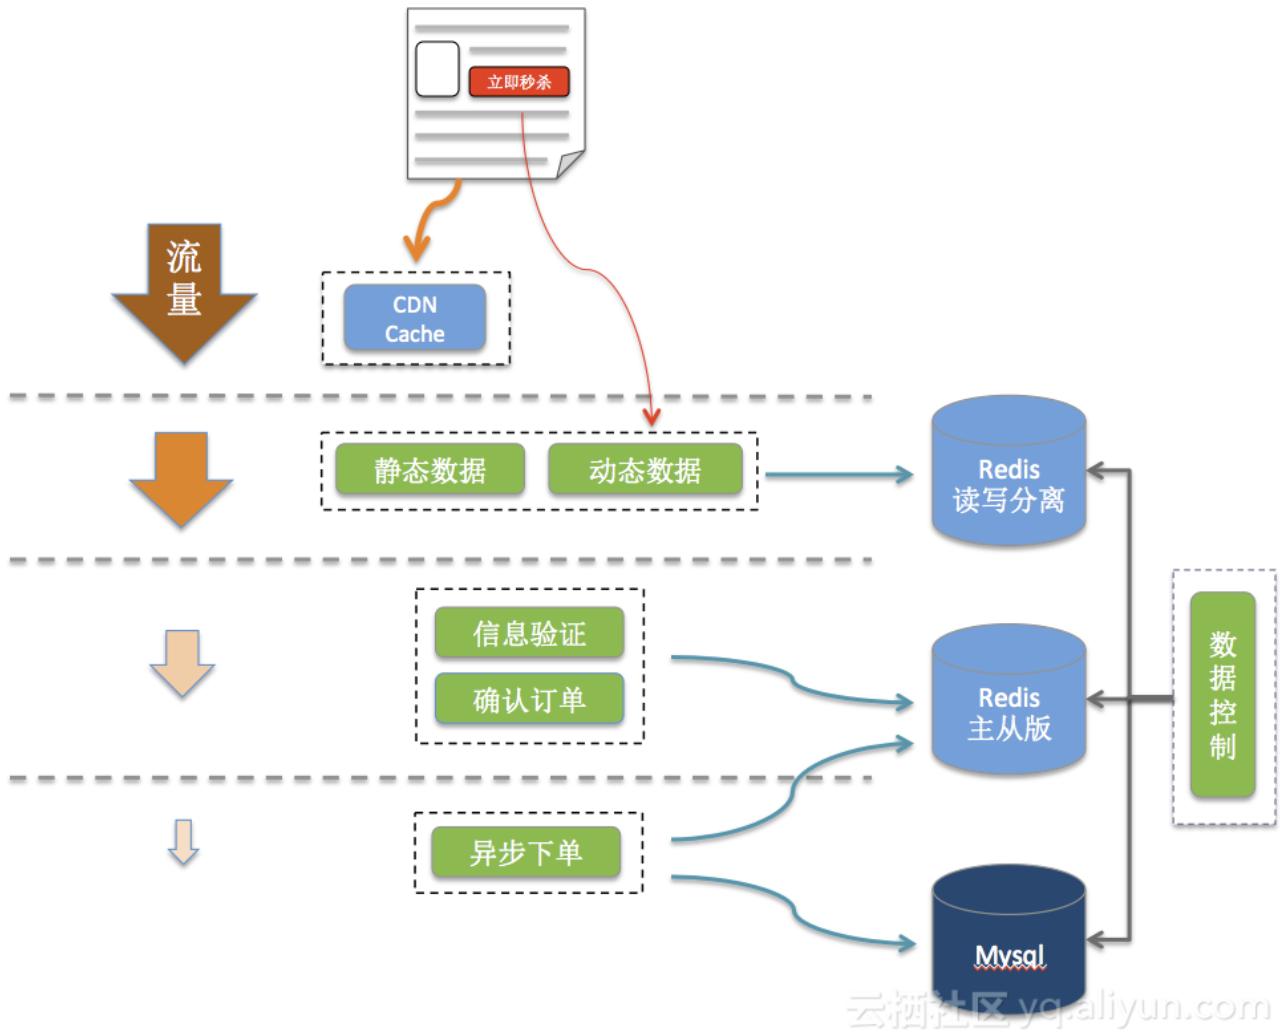 立即秒杀
流
量
CDN
Cache
静态数据
动态数据
Redis
读写分离
信息验证
确认订单
Redis
主从版
数
据
控
制
异步下单
Mysql
云栖社区 yq.aliyun.com